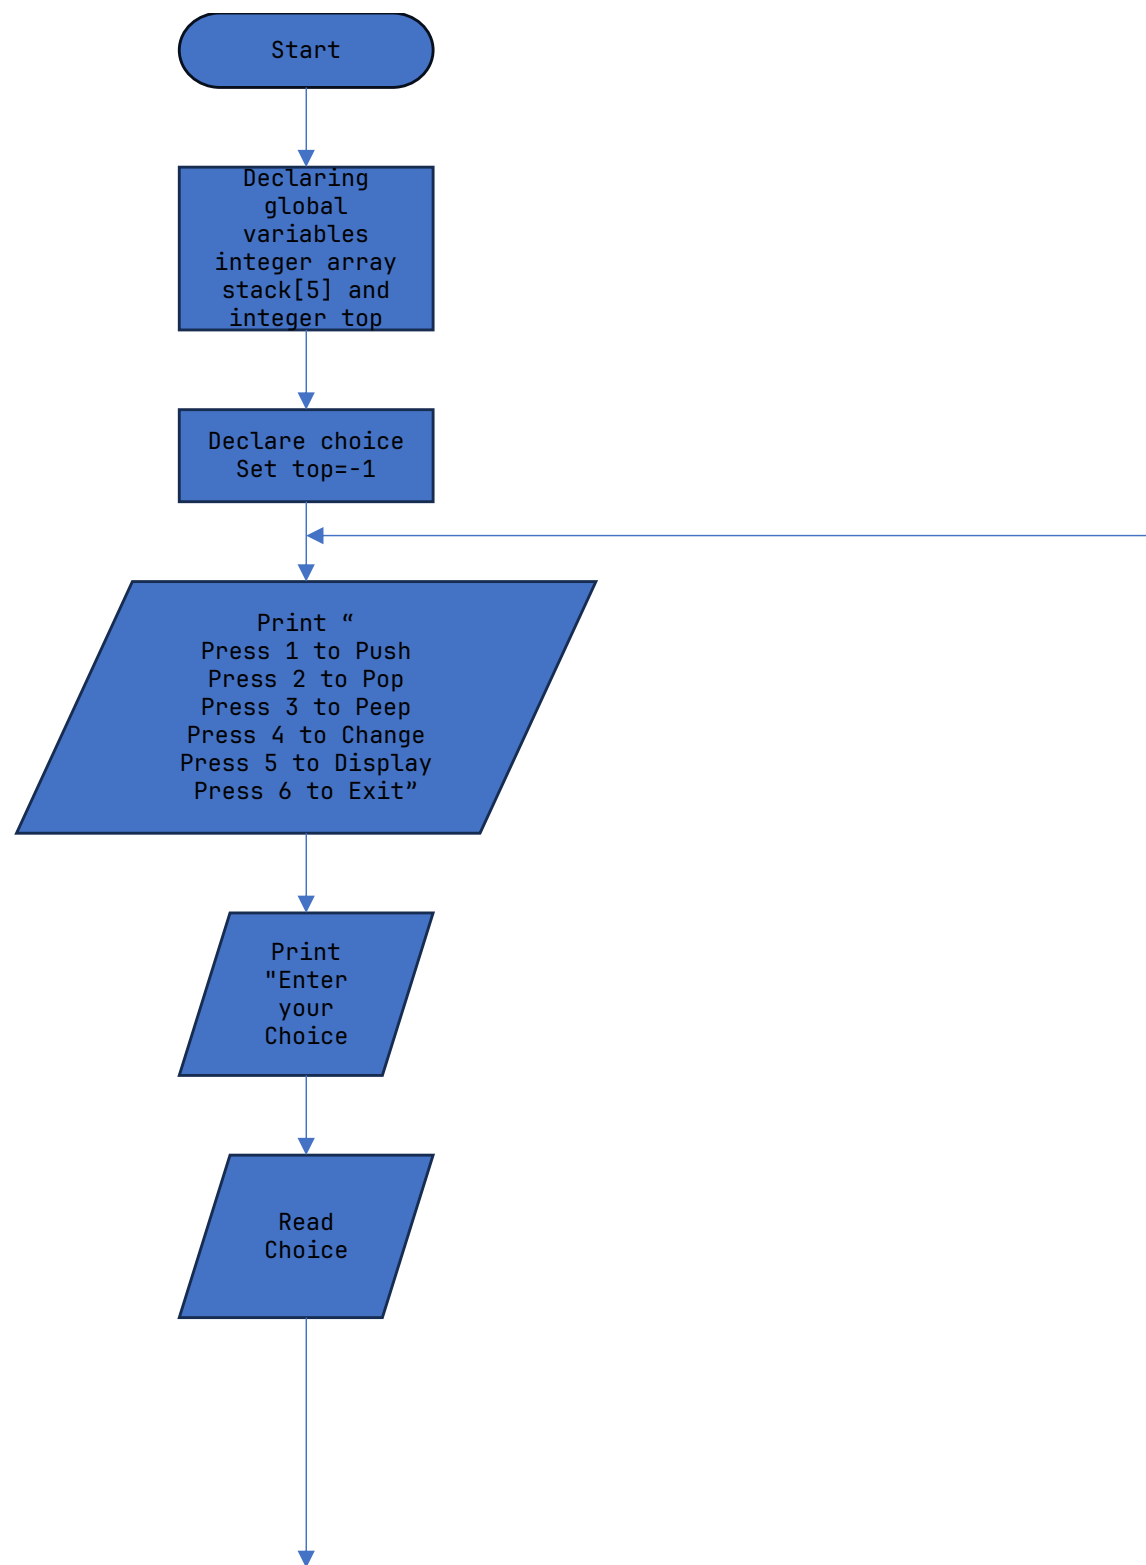 Start
Declaring
global
variables
integer array
stack[5] and
integer top
Declare choice
Set top=-1
Print “
Press 1 to Push
Press 2 to Pop
Press 3 to Peep
Press 4 to Change
Press 5 to Display
Press 6 to Exit”
Print
"Enter
your
Choice
Read
Choice